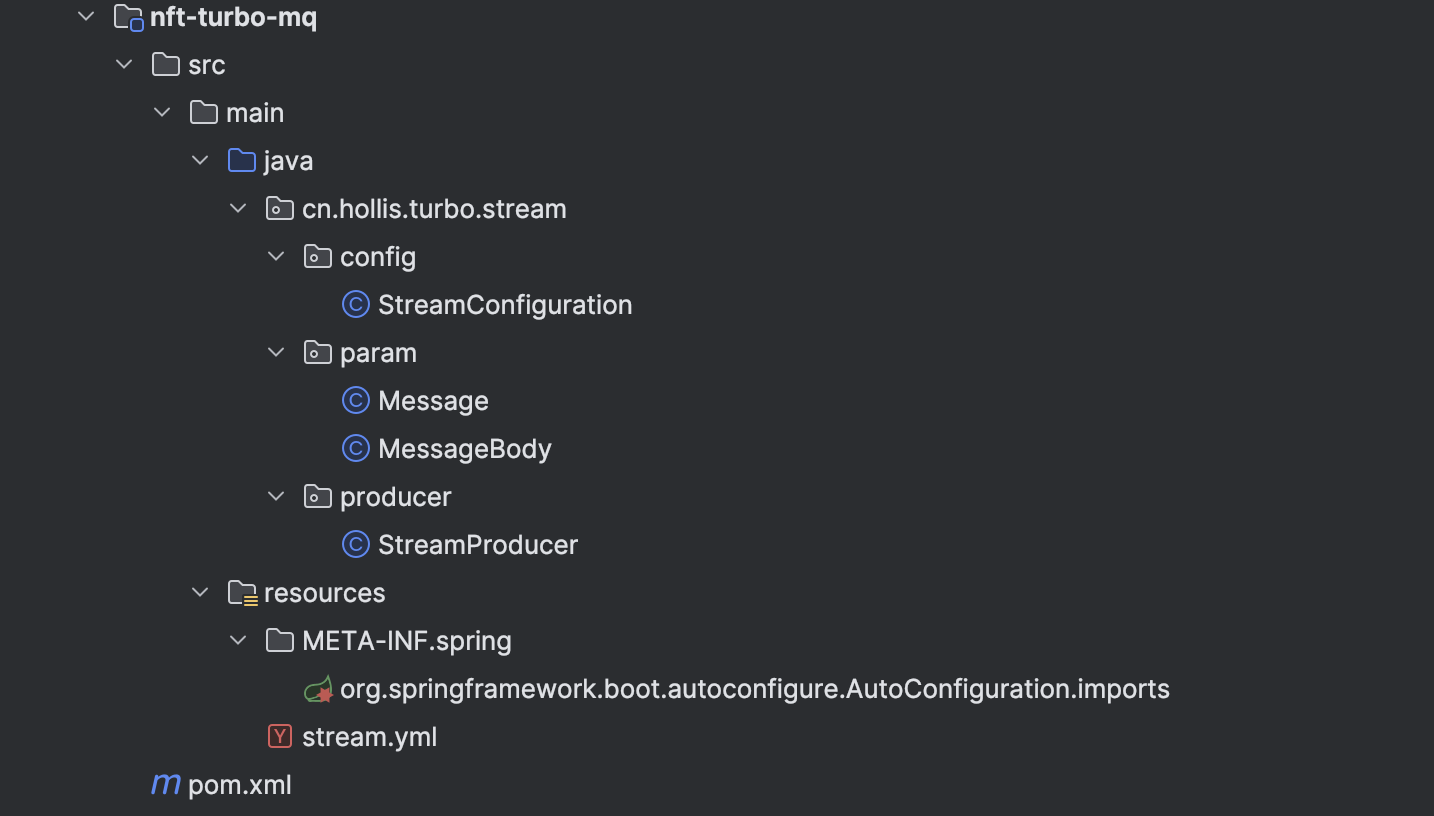 nft-turbo-mq
src
main
java
cn.hollis.turbo.stream
config
C StreamConfiguration
param
C Message
C MessageBody
producer
C StreamProducer
resources
META-INF.spring
org.springframework.boot.autoconfigure.AutoConfiguration.imports
Y stream.yml
m pom.xml